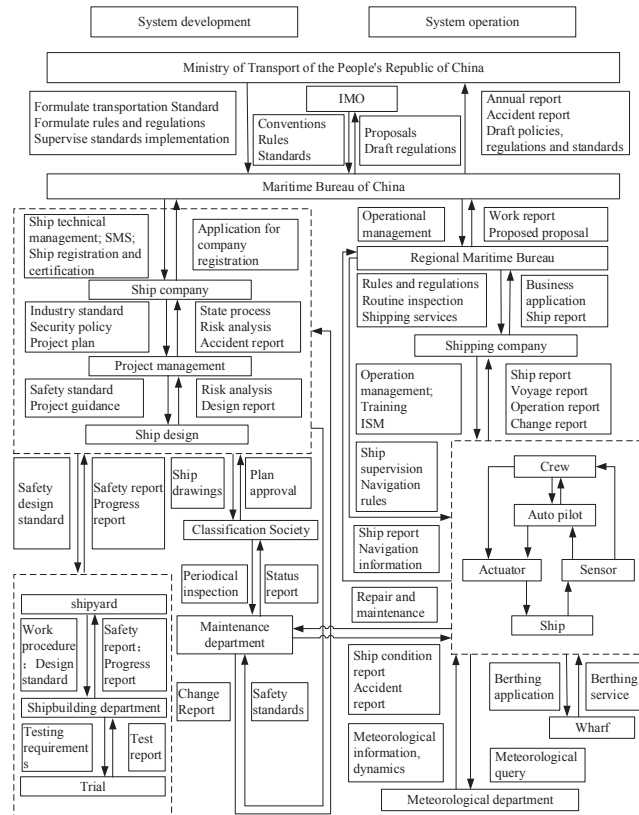 System development
System operation
Ministry of Transport of the People's Republic of China
Formulate transportation Standard
Formulate rules and regulations
Supervise standards implementation
IMO
Conventions
Rules
Standards
Proposals
Draft regulations
Annual report
Accident report
Draft policies,
regulations and standards
Maritime Bureau of China
Ship technical
management; SMS;
Ship registration and
certification
Application for
company
registration
Operational
management
Work report
Proposed proposal
Ship company
Regional Maritime Bureau
Industry standard
Security policy
Project plan
State process
Risk analysis
Accident report
Rules and regulations
Routine inspection
Shipping services
Business
application
Ship report
Project management
Shipping company
Safety standard
Project guidance
Risk analysis
Design report
Operation
management;
Training
ISM
Ship report
Voyage report
Operation report
Change report
Ship design
Safety
design
standard
Safety report
Progress
report
Ship
drawings
Plan
approval
Ship
supervision
Navigation
rules
Crew
Auto pilot
Classification Society
Ship report
Navigation
information
Actuator
Sensor
Periodical
inspection
Status
report
Repair and
maintenance
shipyard
Maintenance
department
Ship
Work
procedure
；Design
standard
Safety
report；
Progress
report
Ship condition
report
Accident
report
Berthing
application
Berthing
service
Change
Report
Safety
standards
Shipbuilding department
Wharf
Testing
requirement
s
Test
report
Meteorological
information,
dynamics
Meteorological
query
Trial
Meteorological department